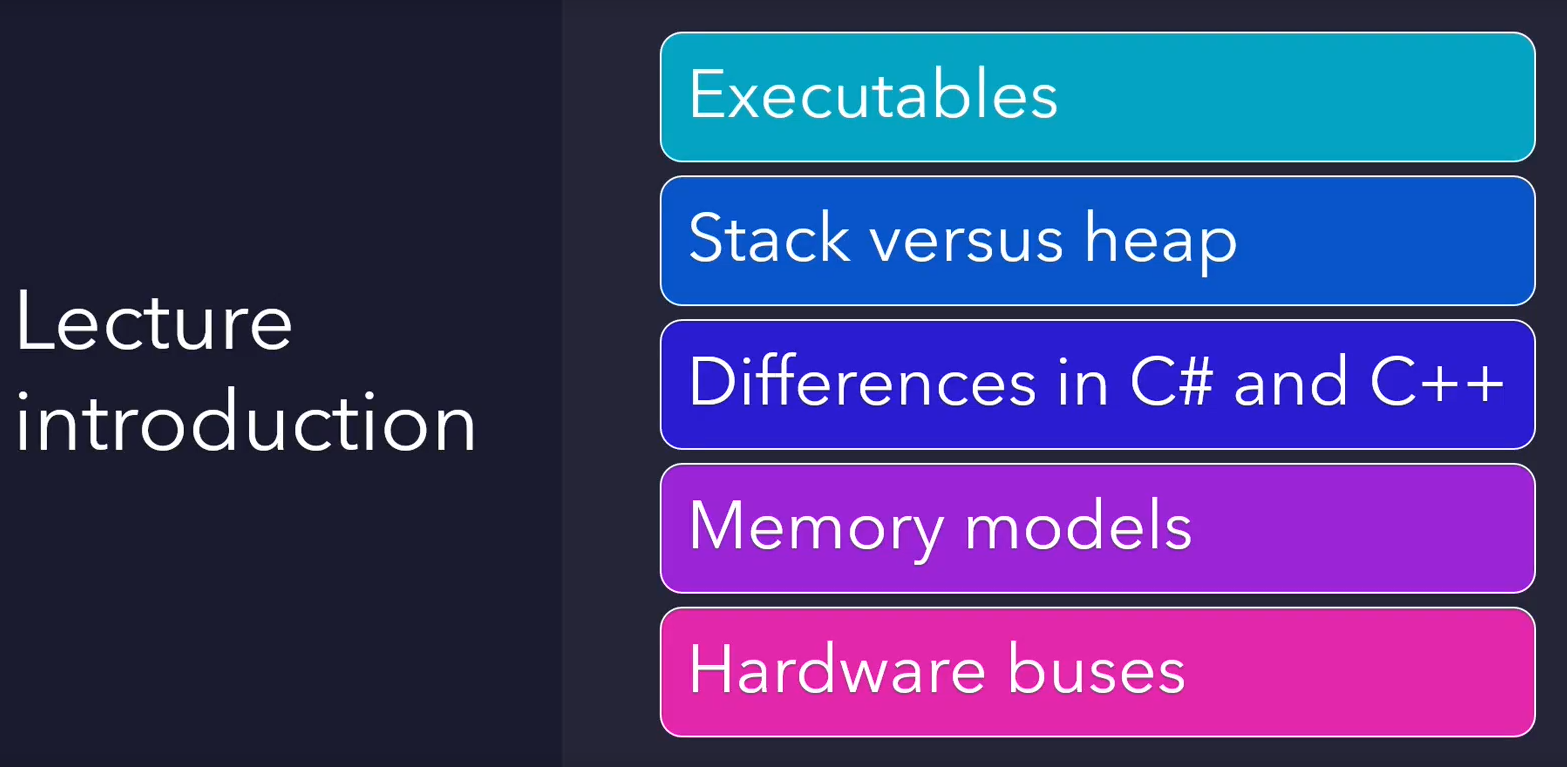 Lecture
introduction
Executables
Stack versus heap
Differences in C# and C++
Memory models
Hardware buses